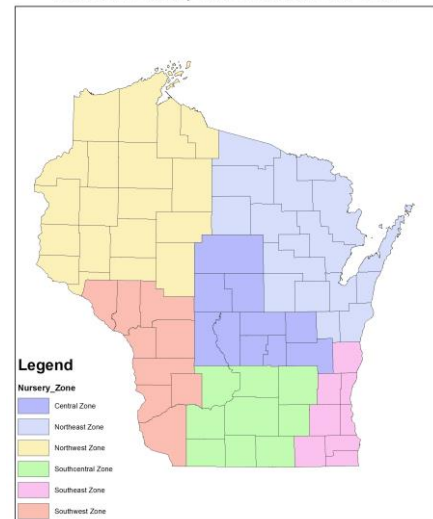 Legend
Nursery_Zone
Central Zone
Northeast Zone
Northwest Zone
Southcentral Zone
Southeast Zone
Southwest Zone